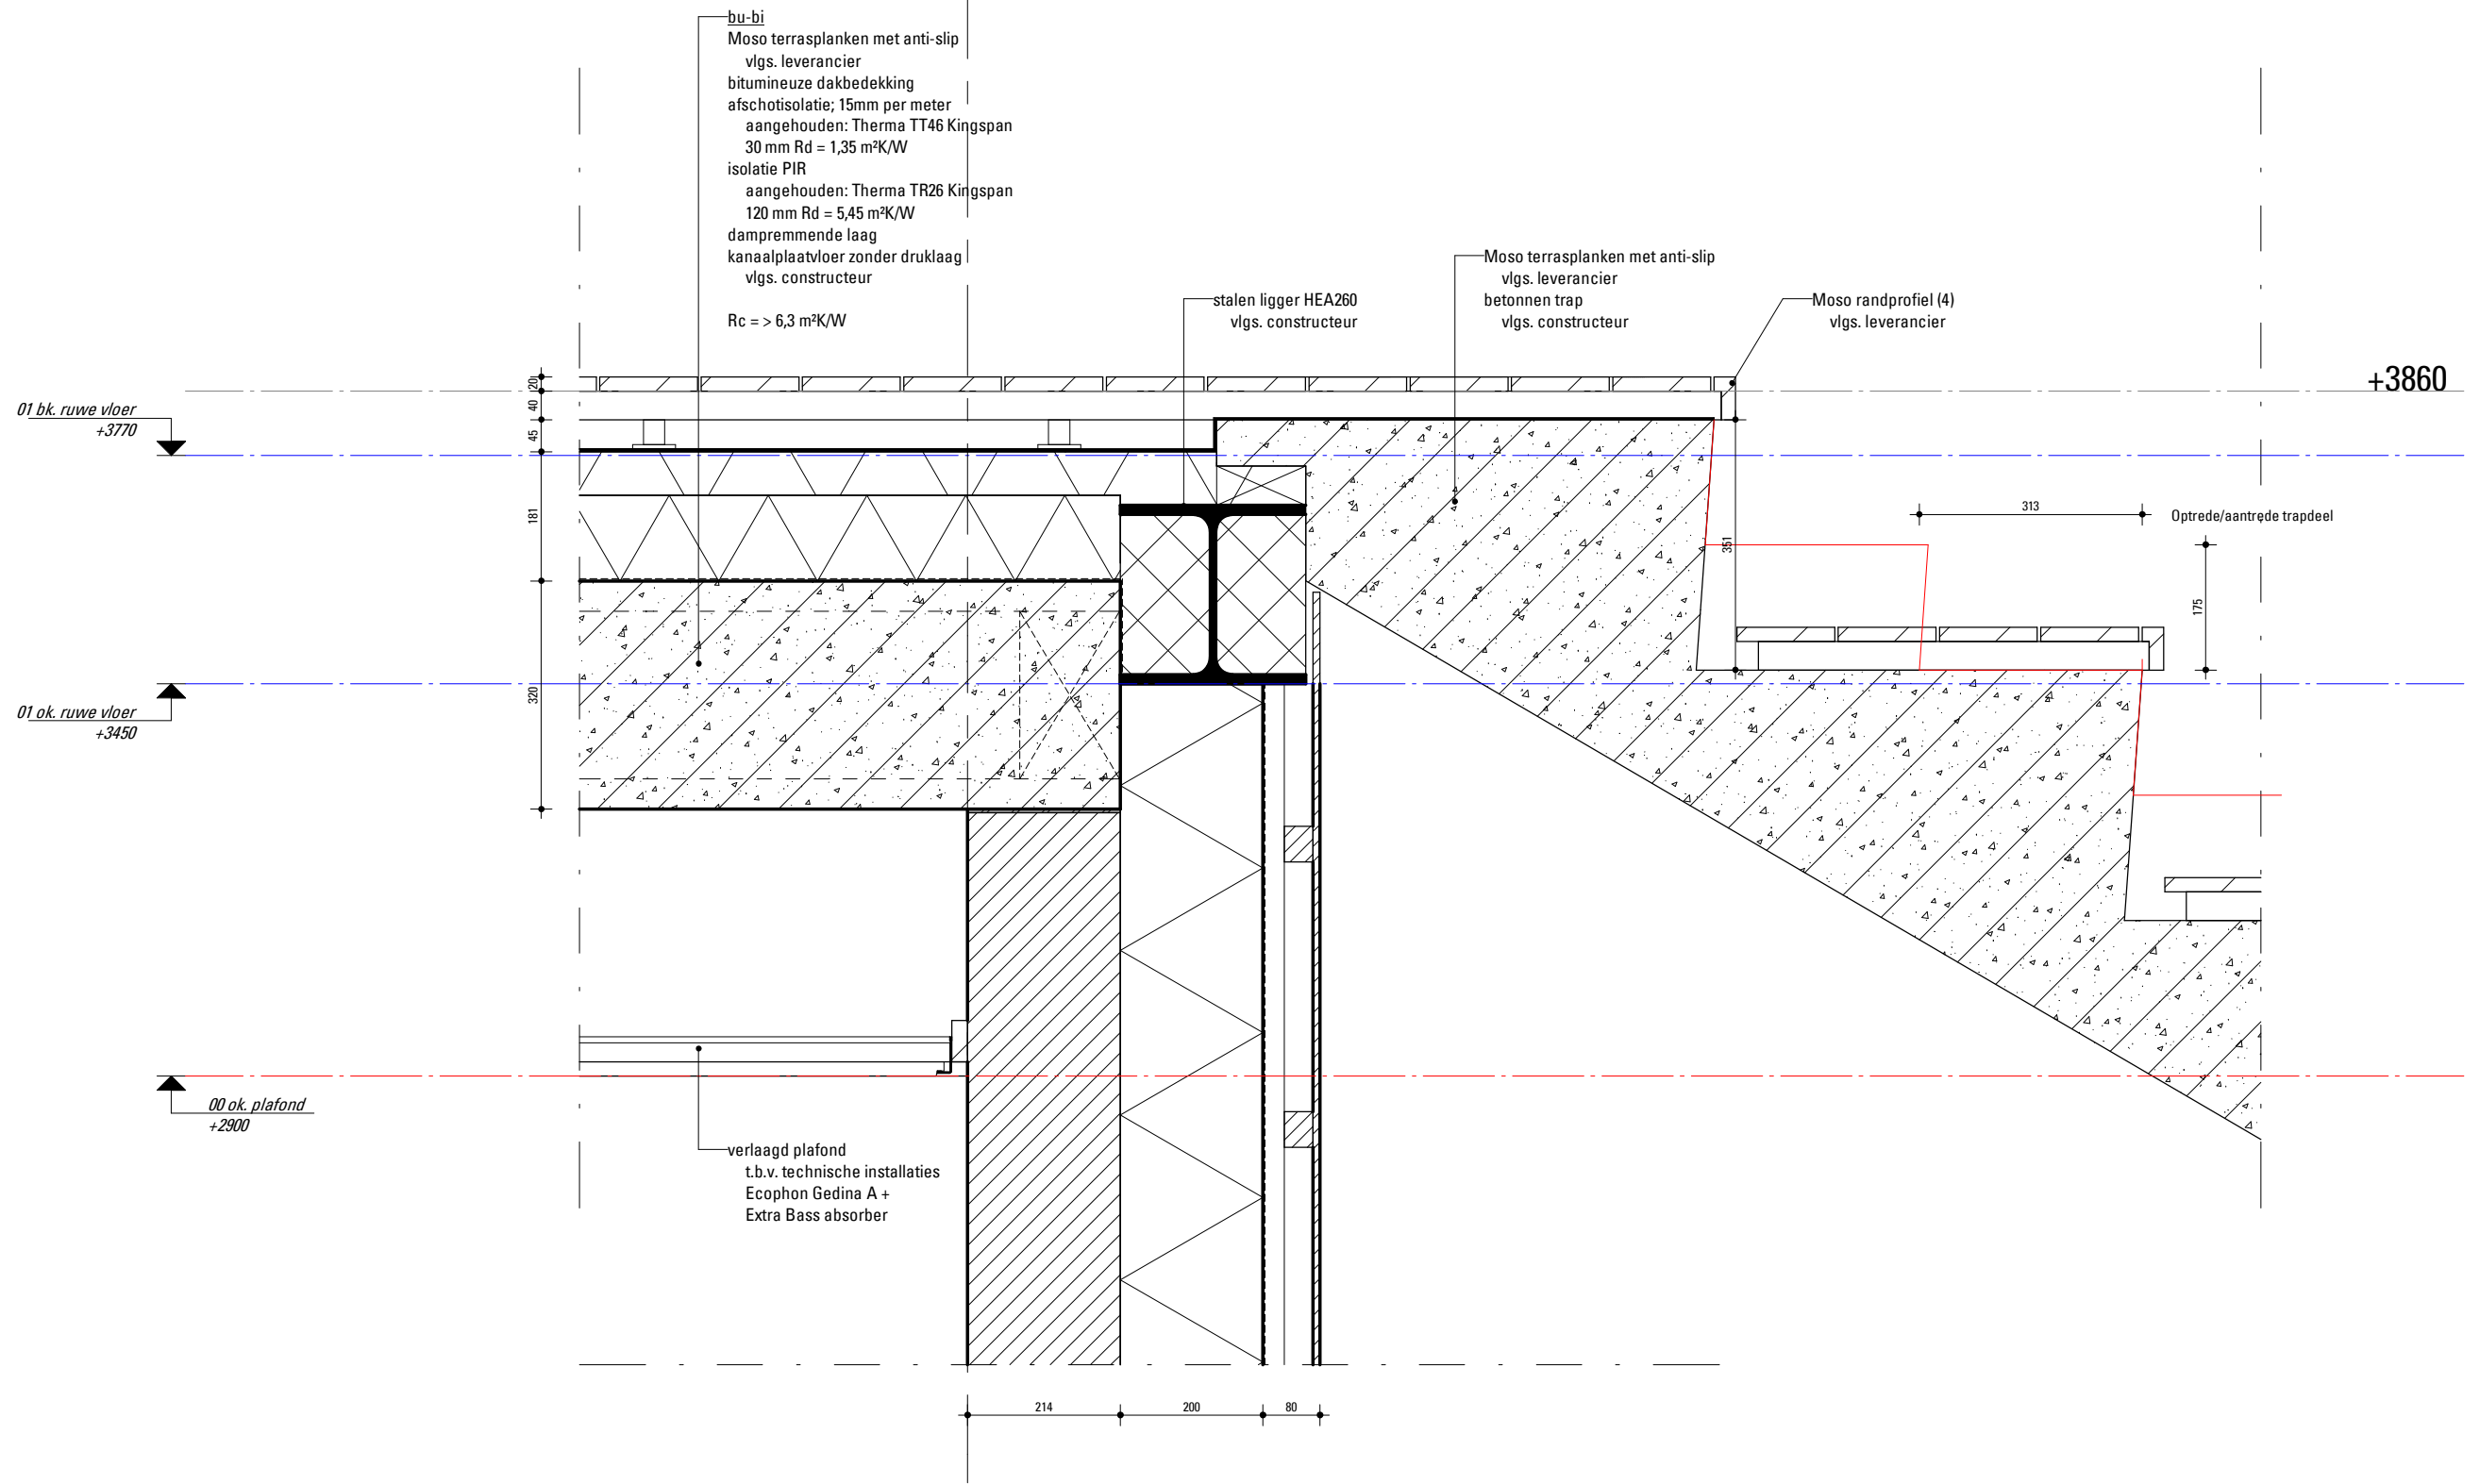 bu-bi
Moso terrasplanken met anti-slip
vlgs. leverancier
bitumineuze dakbedekking
afschotisolatie; 15mm per meter
aangehouden: Therma TT46 Kingspan
30 mm Rd = 1,35 m²K/W
isolatie PIR
aangehouden: Therma TR26 Kingspan
120 mm Rd = 5,45 m²K/W
dampremmende laag
kanaalplaatvloer zonder druklaag
vlgs. constructeur
Rc = > 6,3 m²K/W
stalen ligger HEA260
vlgs. constructeur
Moso terrasplanken met anti-slip
vlgs. leverancier
betonnen trap
vlgs. constructeur
Moso randprofiel (4)
vlgs. leverancier
+3860
01 bk. ruwe vloer
+3770
20
40
45
181
320
351
313
Optrede/aantrede trapdeel
175
01 ok. ruwe vloer
+3450
00 ok. plafond
+2900
verlaagd plafond
t.b.v. technische installaties
Ecophon Gedina A +
Extra Bass absorber
214
200
80